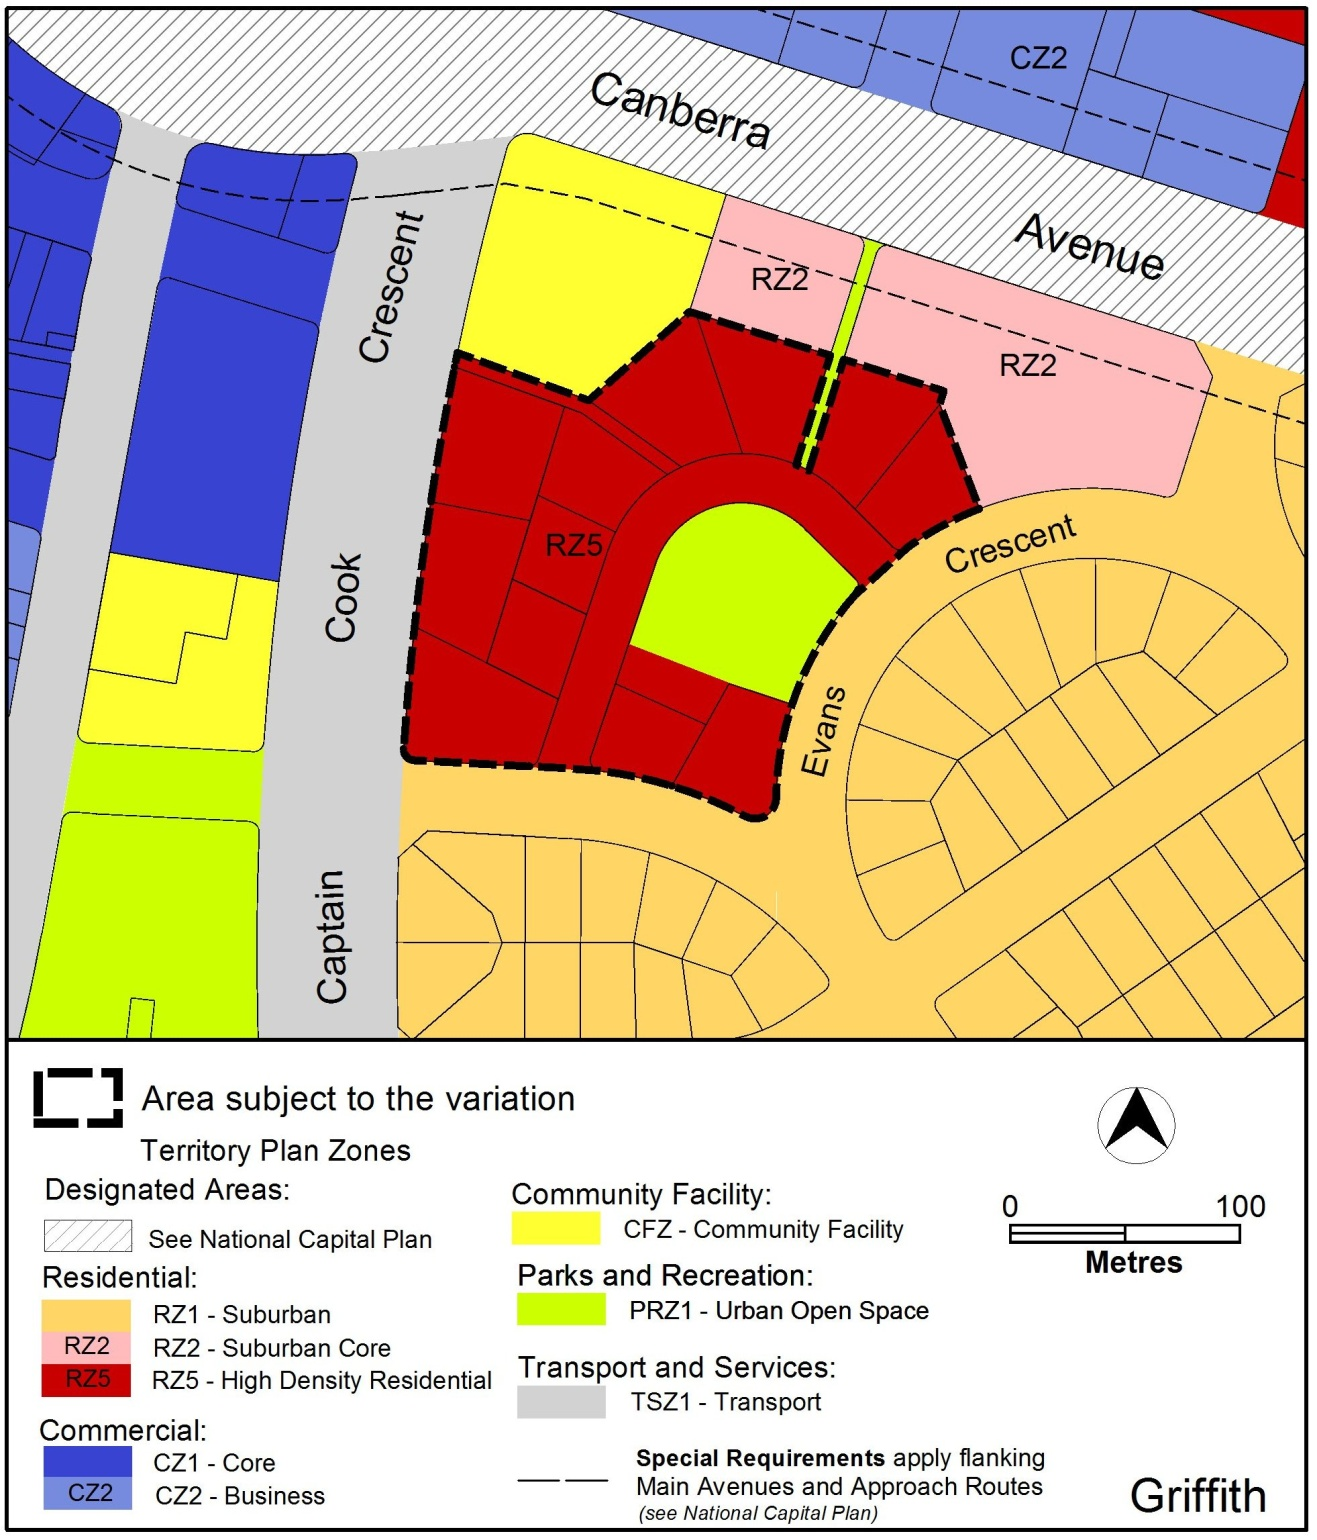 CZ2
Canberra
Avenue
Crescent
RZ2
RZ2
RZ5
Crescent
Cook
Evans
Captain
Area subject to the variation
Territory Plan Zones
Designated Areas:
See National Capital Plan
Residential:
RZ1 - Suburban
RZ2 RZ2 - Suburban Core
RZ5 RZ5 - High Density Residential
Commercial:
CZ1 - Core
CZ2 CZ2 - Business
Community Facility:
CFZ - Community Facility
Parks and Recreation:
PRZ1 - Urban Open Space
Transport and Services:
TSZ1 - Transport
Special Requirements apply flanking
Main Avenues and Approach Routes
(see National Capital Plan)
0 100
Metres
Griffith